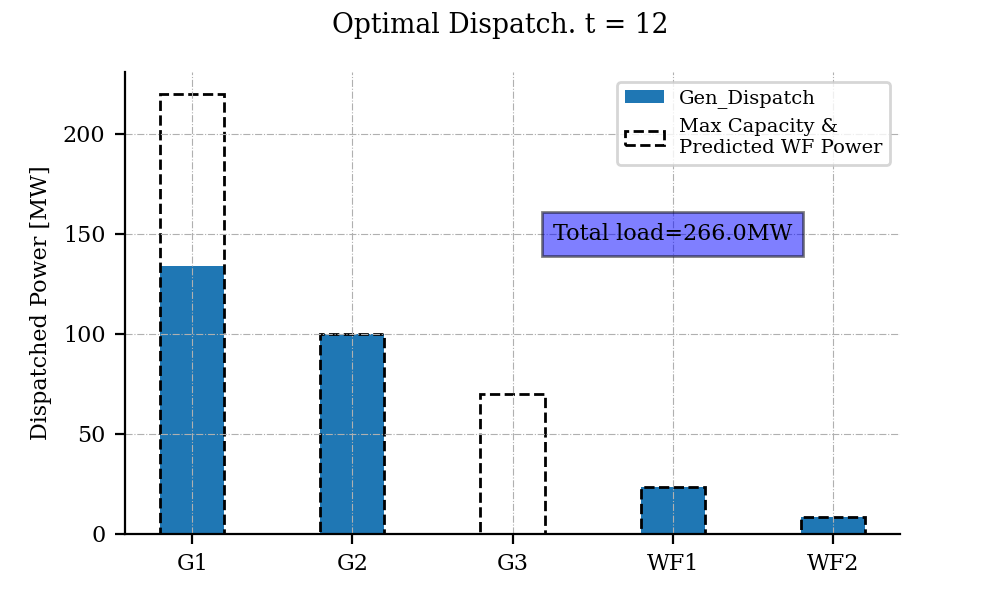 Optimal Dispatch. t = 12
Gen_Dispatch
Max Capacity &
Predicted WF Power
Total load=266.0MW
Dispatched Power [MW]
200
150
100
50
0
G1 G2 G3 WF1 WF2